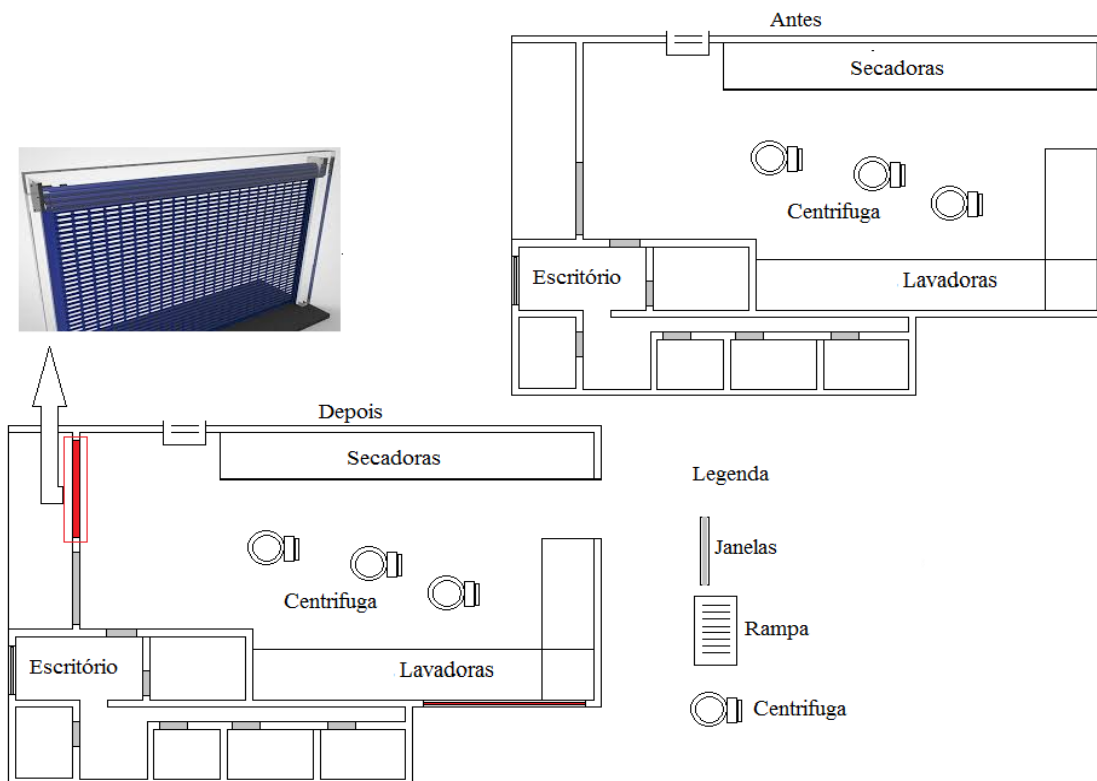 Antes
Secadoras
Centrifuga
Escritório
Lavadoras
Depois
Secadoras
Centrifuga
Escritório
Lavadoras
Legenda
Janelas
Rampa
Centrifuga